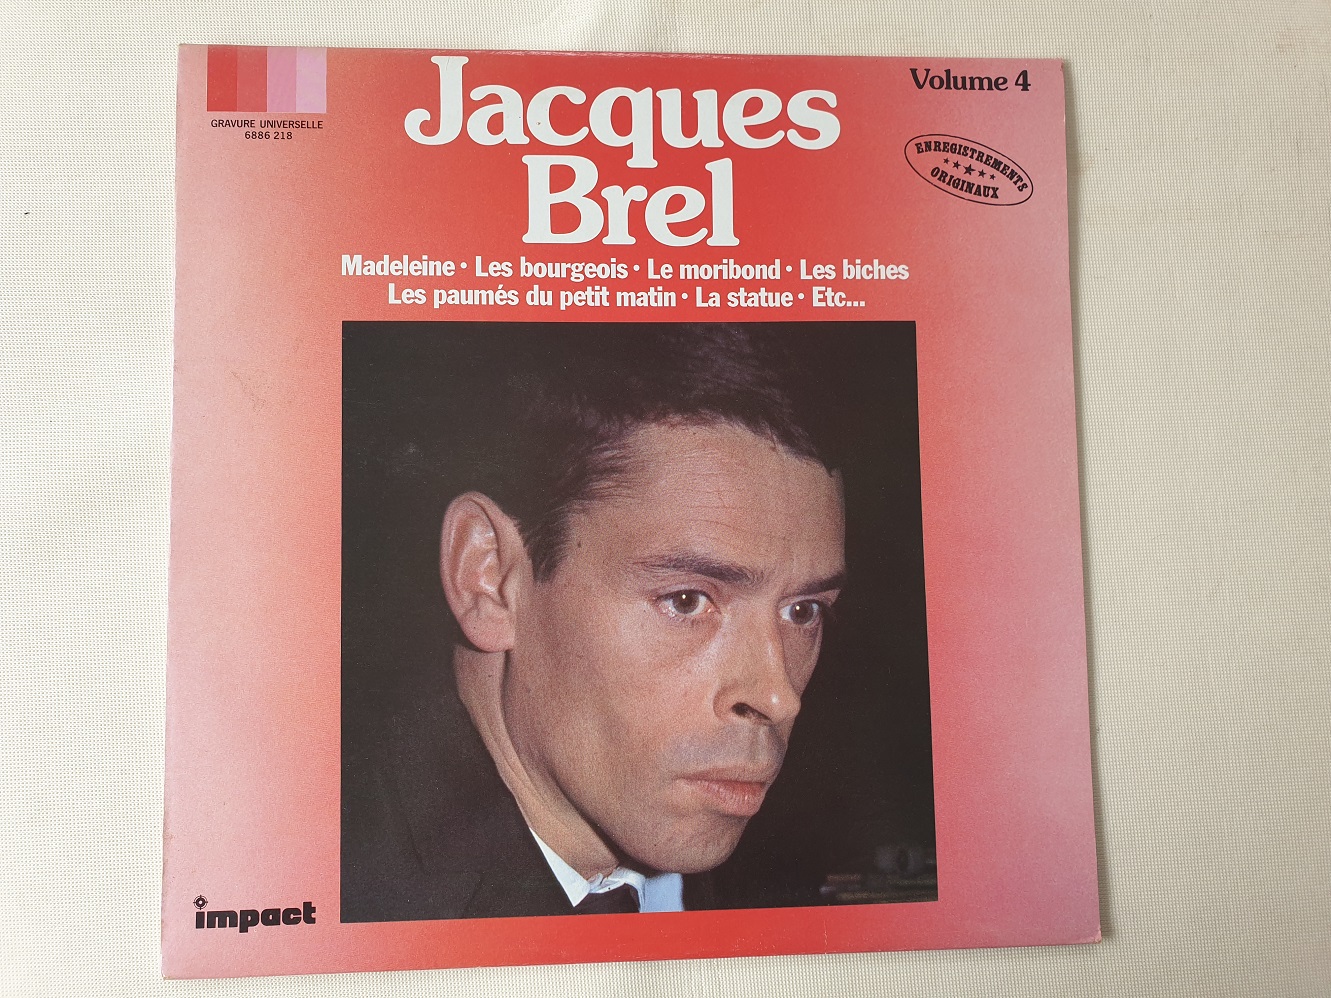 GRAVURE UNIVERSELLE
6886 218
Jacques
Brel
Volume 4
ENREGISTREMENTS
ORIGINAUX
Madeleine • Les bourgeois • Le moribond • Les biches
Les paumés du petit matin • La statue • Etc...
impact